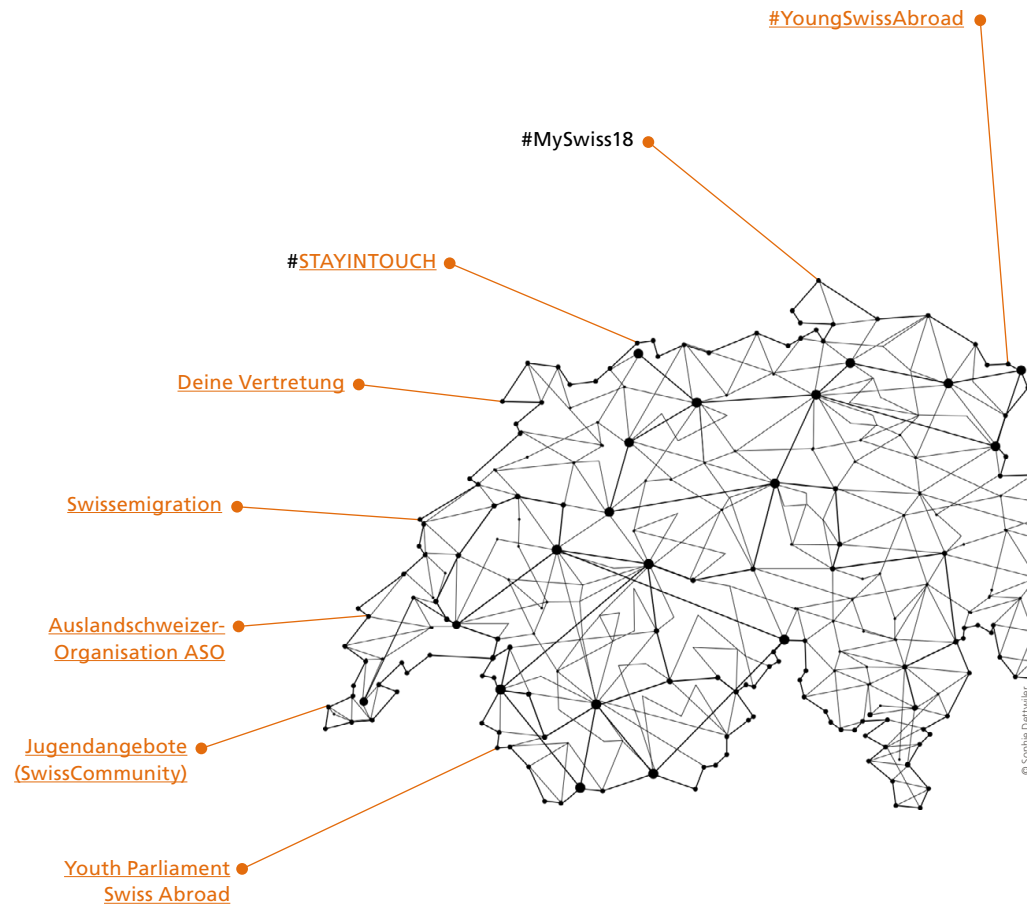 #YoungSwissAbroad
#MySwiss18
#STAYINTOUCH
Deine Vertretung
Swissemigration
Auslandschweizer-
Organisation ASO
Jugendangebote
(SwissCommunity)
Youth Parliament
Swiss Abroad
© Sophie Dettwiler